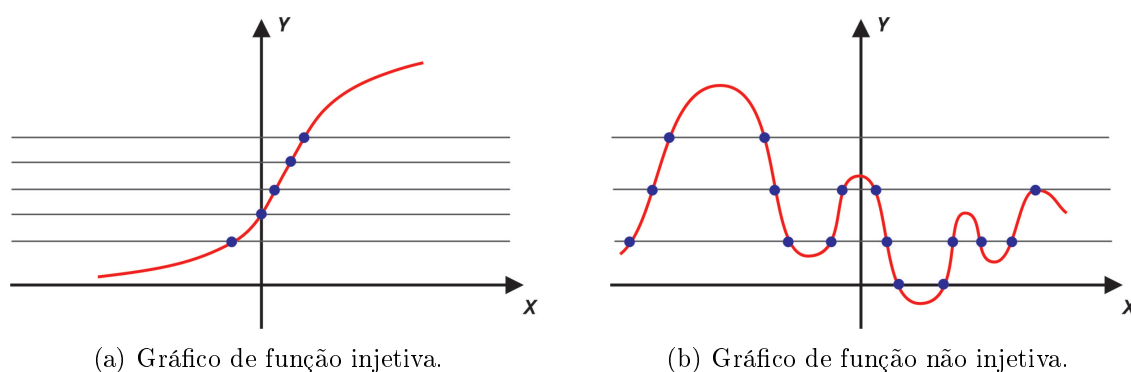 Y
X
(a) Gráfico de função injetiva.
Y
X
(b) Gráfico de função não injetiva.